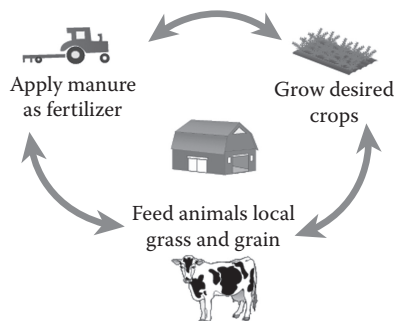 Apply manure
as fertilizer
Grow desired
crops
Feed animals local
grass and grain